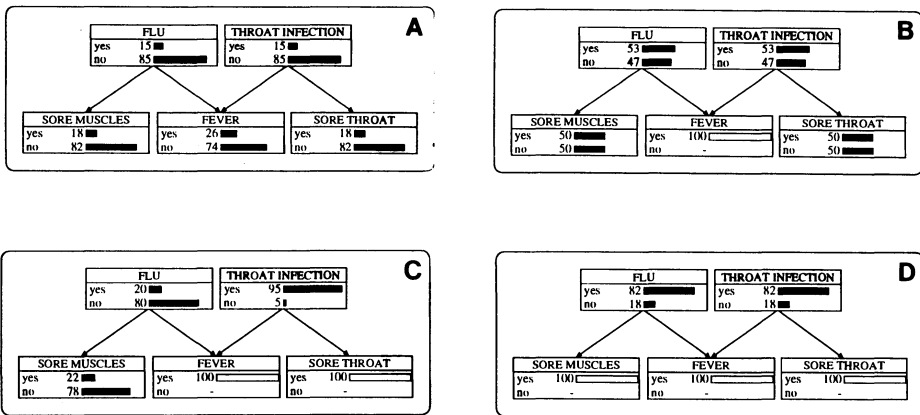 A
FLU THROAT INFECTION
yes 15 yes 15
no 85 no 85
SORE MUSCLES FEVER SORE THROAT
yes 18 yes 26 yes 18
no 82 no 74 no 82
B
FLU THROAT INFECTION
yes 53 yes 53
no 47 no 47
SORE MUSCLES FEVER SORE THROAT
yes 50 yes 100 yes 50
no 50 no - no 50
C
FLU THROAT INFECTION
yes 20 yes 95
no 80 no 5
SORE MUSCLES FEVER SORE THROAT
yes 22 yes 100 yes 100
no 78 no - no -
D
FLU THROAT INFECTION
yes 82 yes 82
no 18 no 18
SORE MUSCLES FEVER SORE THROAT
yes 100 yes 100 yes 100
no - no - no -